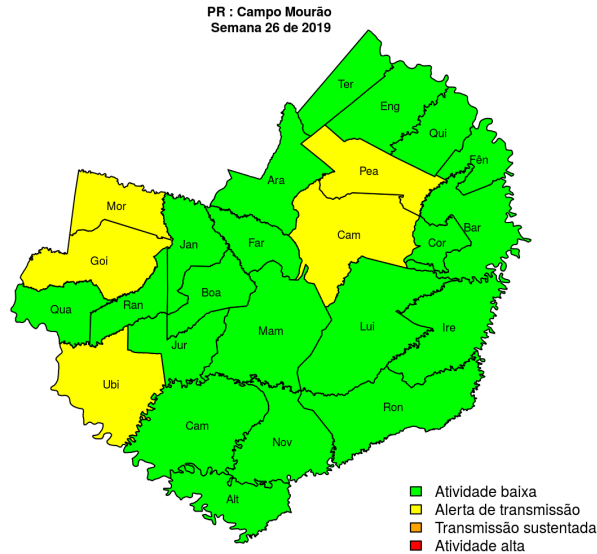 PR : Campo Mourão
Semana 26 de 2019
Ter
Eng
Qui
Fên
Pea
Ara
Mor
Cam
Bar
Jan
Far
Cor
Goi
Boa
Qua
Ran
Lui
Ire
Mam
Jur
Ubi
Ron
Cam
Nov
Alt
Atividade baixa
Alerta de transmissão
Transmissão sustentada
Atividade alta